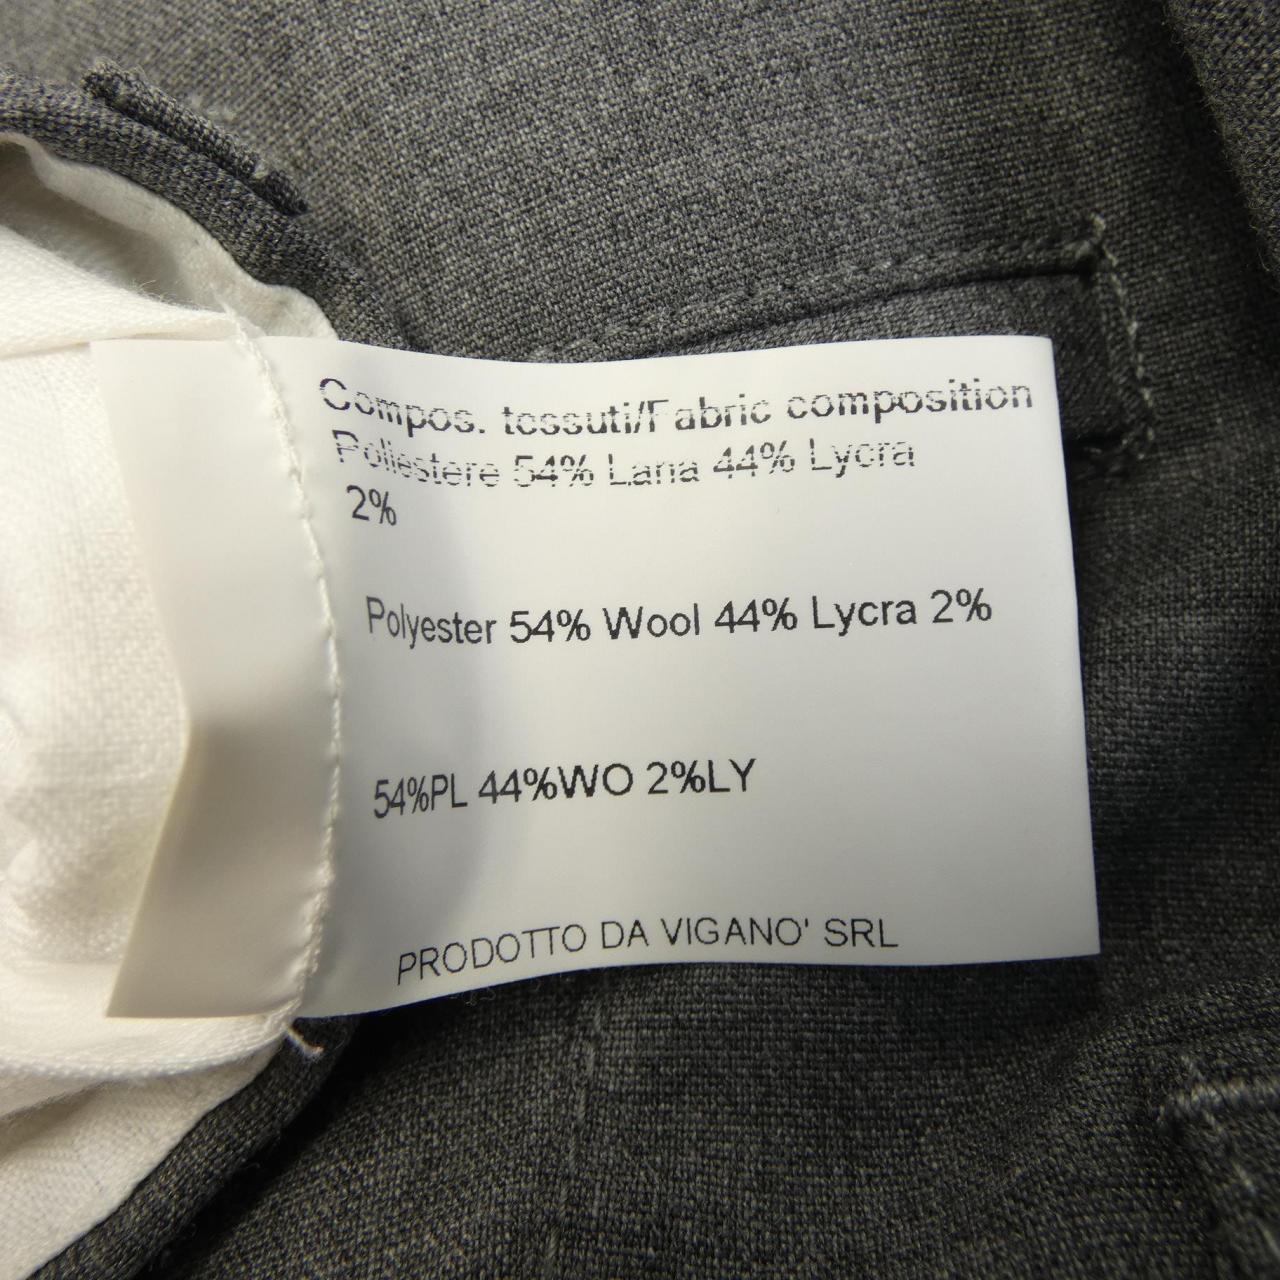 Compos. tessuti/Fabric composition
Poliestere 54% Lana 44% Lycra
2%
Polyester 54% Wool 44% Lycra 2%
54%PL 44%WO 2%LY
PRODOTTO DA VIGANO' SRL